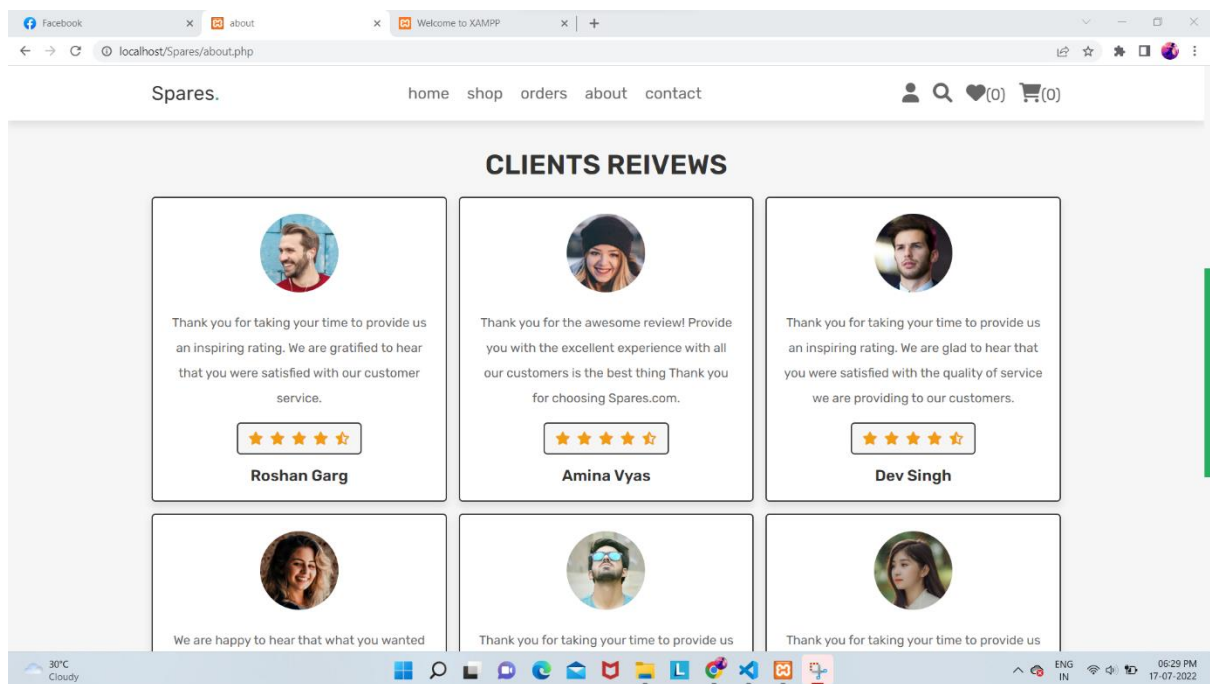 Facebook
about
Welcome to XAMPP
localhost/Spares/about.php
Spares.
home shop orders about contact
(0) (0)
CLIENTS REIVEWS
Thank you for taking your time to provide us
an inspiring rating. We are gratified to hear
that you were satisfied with our customer
service.
Roshan Garg
Thank you for the awesome review! Provide
you with the excellent experience with all
our customers is the best thing Thank you
for choosing Spares.com.
Amina Vyas
Thank you for taking your time to provide us
an inspiring rating. We are glad to hear that
you were satisfied with the quality of service
we are providing to our customers.
Dev Singh
We are happy to hear that what you wanted
Thank you for taking your time to provide us
Thank you for taking your time to provide us
30°C
Cloudy
L
ENG
IN
06:29 PM
17-07-2022